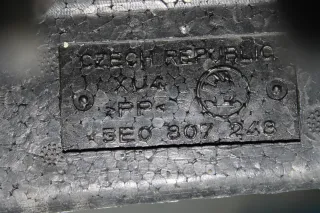 CZECH REPUBLIC
XUA
>PP<
5E0 807 248